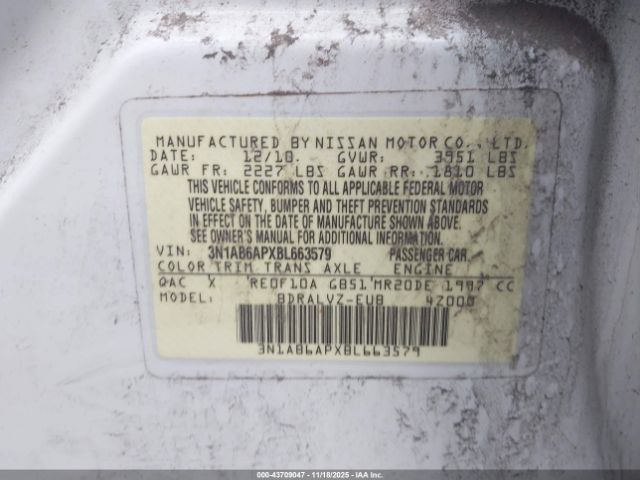 MANUFACTURED BY NISSAN MOTOR CO., LTD.
DATE: 12/10. GVWR: 3951 LBS
GAWR FR: 2227 LBS GAWR RR: 1810 LBS
THIS VEHICLE CONFORMS TO ALL APPLICABLE FEDERAL MOTOR
VEHICLE SAFETY, BUMPER AND THEFT PREVENTION STANDARDS
IN EFFECT ON THE DATE OF MANUFACTURE SHOWN ABOVE.
SEE OWNER'S MANUAL FOR ADDITIONAL INFORMATION.
VIN: 3N1AB6APXBL663579 PASSENGER CAR.
COLOR TRIM TRANS AXLE ENGINE
QAC X RE0F10A GB51 MR20DE 1997 CC
MODEL: BDRALVZ-EUB 4Z000
3N1AB6APXBL663579
000-43709047 — 11/18/2025 — IAAI Customer